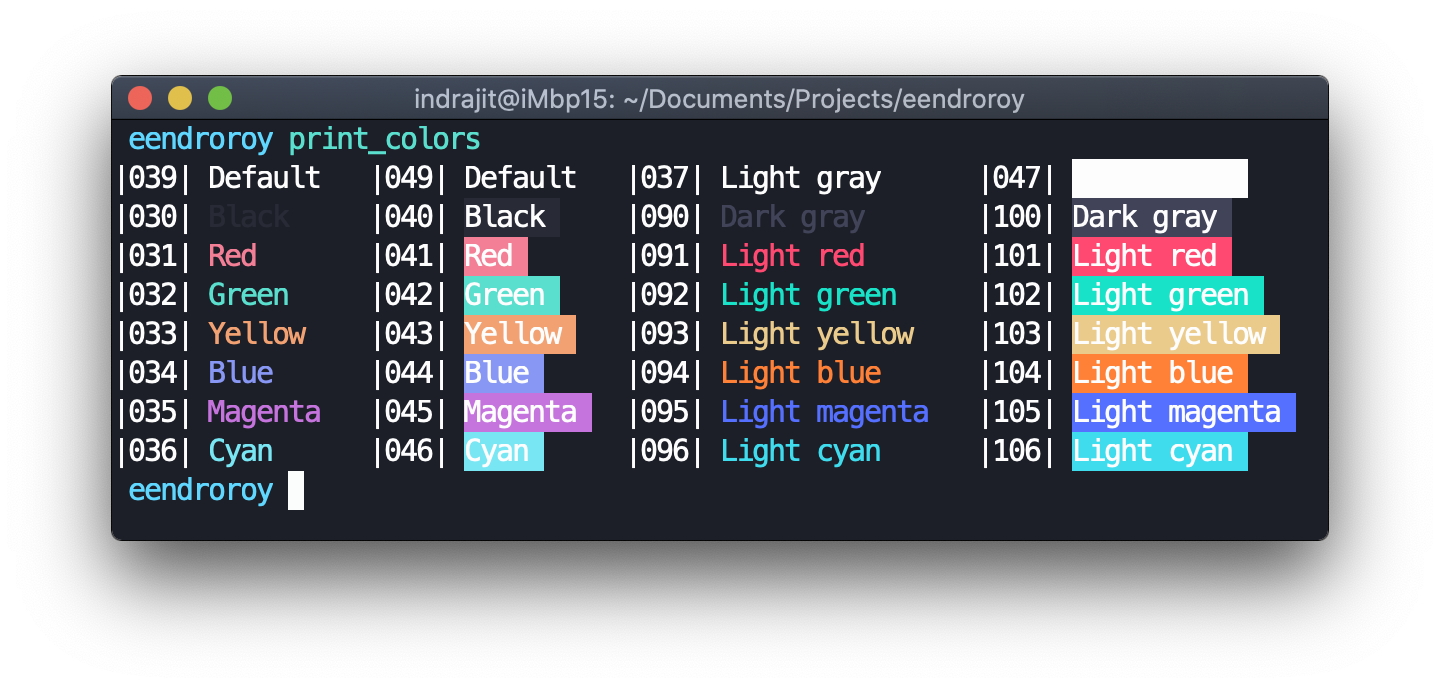 indrajit@iMbp15: ~/Documents/Projects/eendroroy
eendroroy print_colors
|039| Default |049| Default |037| Light gray |047|
|030| Black |040| Black |090| Dark gray |100| Dark gray
|031| Red |041| Red |091| Light red |101| Light red
|032| Green |042| Green |092| Light green |102| Light green
|033| Yellow |043| Yellow |093| Light yellow |103| Light yellow
|034| Blue |044| Blue |094| Light blue |104| Light blue
|035| Magenta |045| Magenta |095| Light magenta |105| Light magenta
|036| Cyan |046| Cyan |096| Light cyan |106| Light cyan
eendroroy